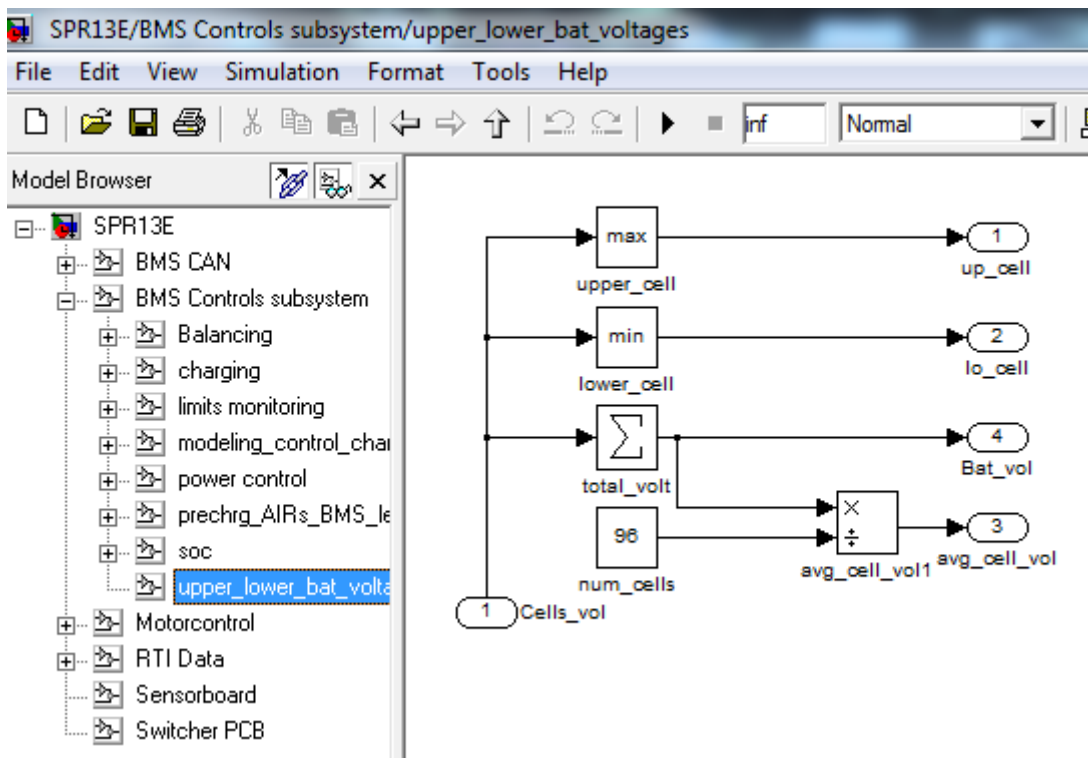 SPR13E/BMS Controls subsystem/upper_lower_bat_voltages
File Edit View Simulation Format Tools Help
inf Normal
Model Browser
SPR13E
BMS CAN
BMS Controls subsystem
Balancing
charging
limits monitoring
modeling_control_char
power control
prechrg_AIRs_BMS_le
soc
upper_lower_bat_volta
Motorcontrol
RTI Data
Sensorboard
Switcher PCB
max
upper_cell
1
up_cell
min
lower_cell
2
lo_cell
∑
total_volt
4
Bat_vol
96
num_cells
×
÷
avg_cell_vol1
3
avg_cell_vol
1
Cells_vol